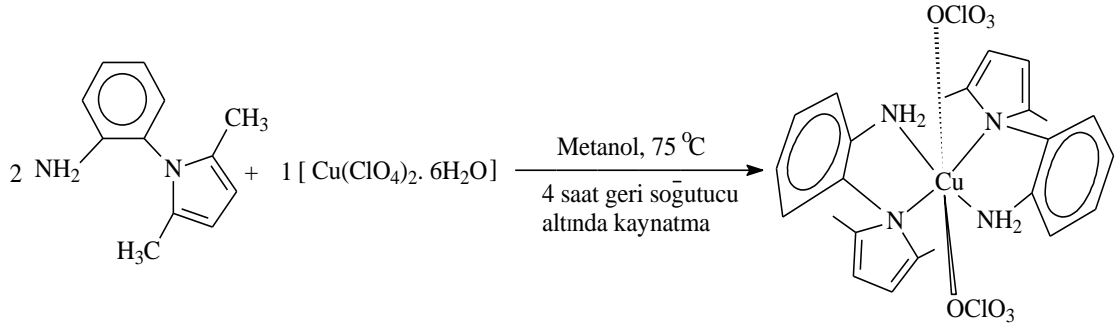 2
NH₂
N
CH₃
H₃C
+
1 [ Cu(ClO₄)₂. 6H₂O ]
Metanol, 75 °C
4 saat geri soğutucu
altında kaynatma
OClO₃
NH₂
N
Cu
N
NH₂
OClO₃